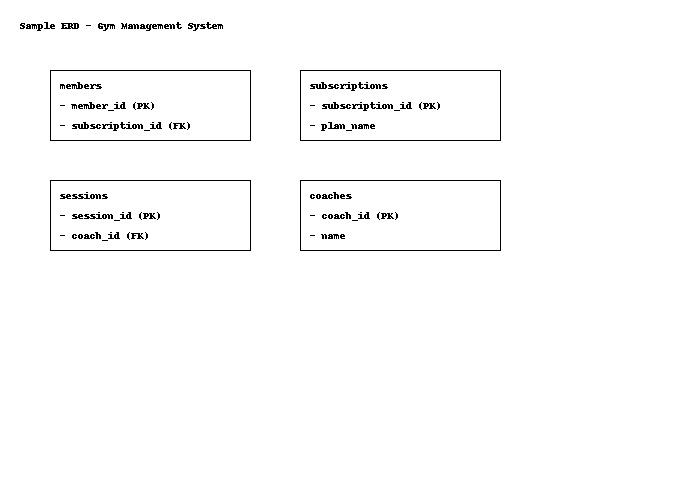 Sample ERD - Gym Management System
members
- member_id (PK)
- subscription_id (FK)
subscriptions
- subscription_id (PK)
- plan_name
sessions
- session_id (PK)
- coach_id (FK)
coaches
- coach_id (PK)
- name